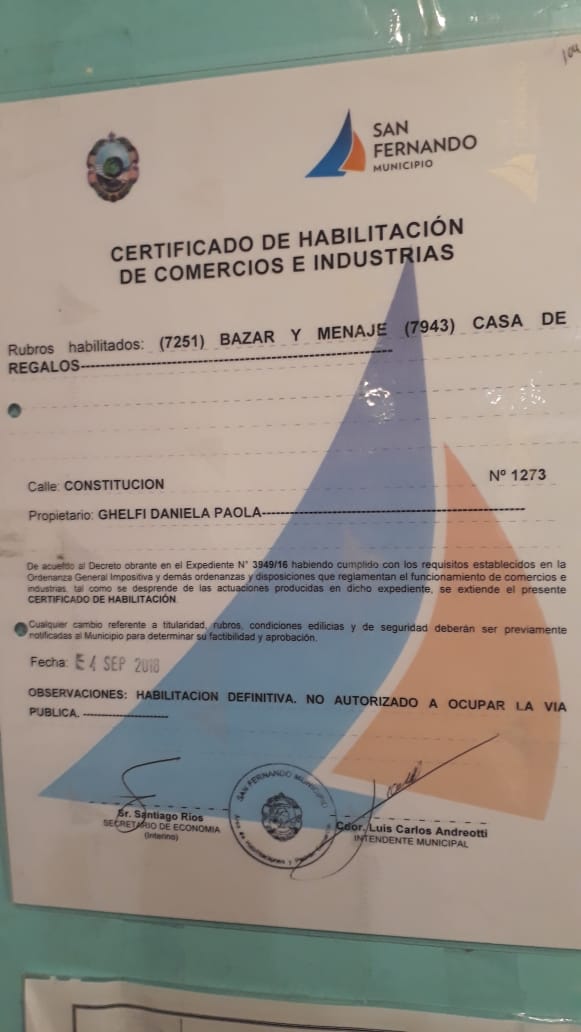 104
SAN
FERNANDO
MUNICIPIO
CERTIFICADO DE HABILITACIÓN
DE COMERCIOS E INDUSTRIAS
Rubros habilitados: (7251) BAZAR Y MENAJE (7943) CASA DE
REGALOS------------------------------------------------------------
Calle: CONSTITUCION Nº 1273
Propietario: GHELFI DANIELA PAOLA--------------------------------------------------
De acuerdo al Decreto obrante en el Expediente N° 3949/16 habiendo cumplido con los requisitos establecidos en la
Ordenanza General Impositiva y demás ordenanzas y disposiciones que reglamentan el funcionamiento de comercios e
industrias, tal como se desprende de las actuaciones producidas en dicho expediente, se extiende el presente
CERTIFICADO DE HABILITACIÓN.
Cualquier cambio referente a titularidad, rubros, condiciones edilicias y de seguridad deberán ser previamente
notificadas al Municipio para determinar su factibilidad y aprobación.
Fecha: E4 SEP 2018
OBSERVACIONES: HABILITACION DEFINITIVA. NO AUTORIZADO A OCUPAR LA VIA
PUBLICA. --------------------
Sr. Santiago Ríos
SECRETARIO DE ECONOMIA
(Interino)
SAN FERNANDO MUNICIPIO
Cdor. Luis Carlos Andreotti
INTENDENTE MUNICIPAL